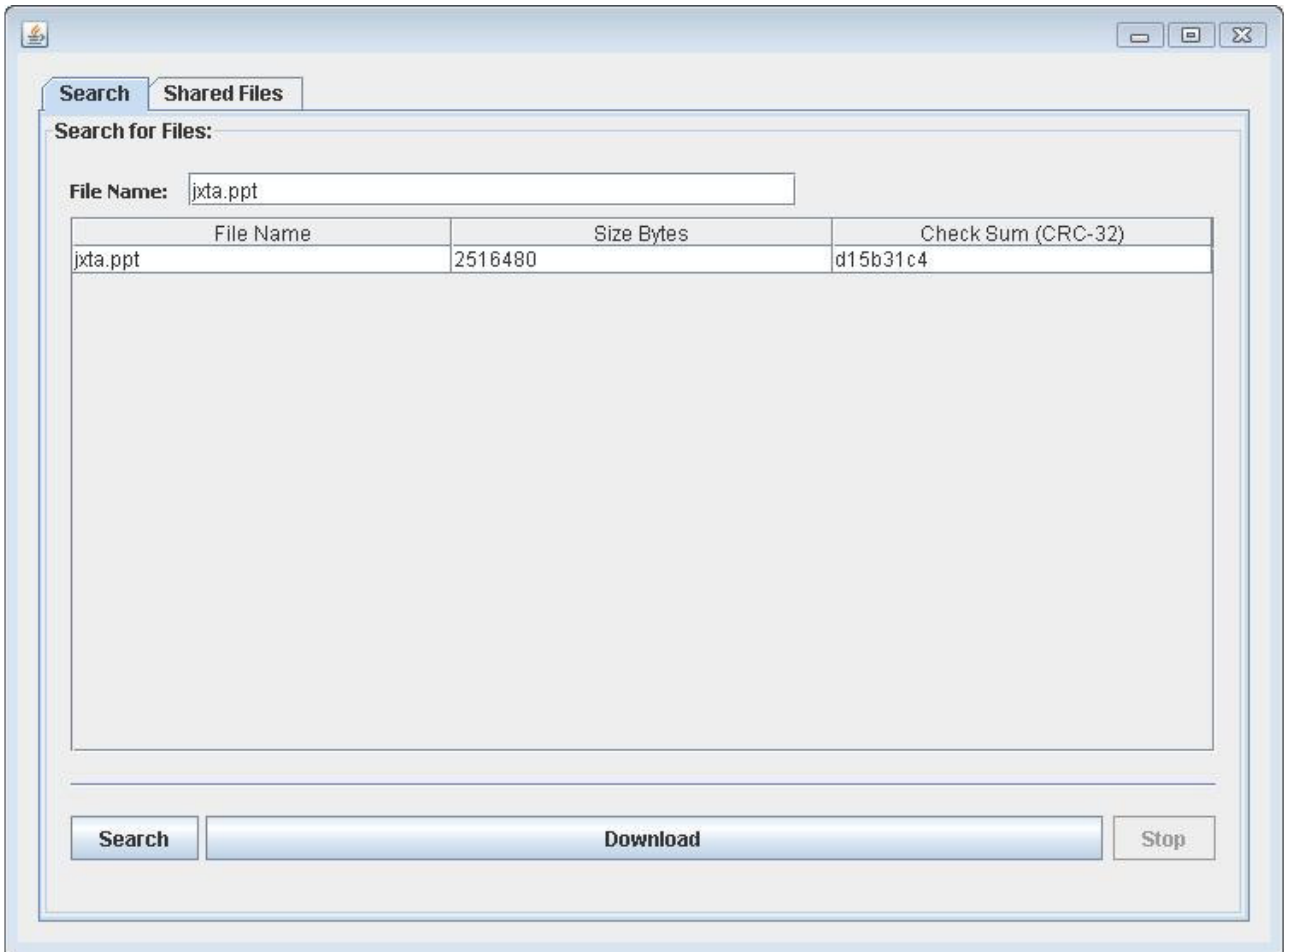 Search Shared Files
Search for Files:
File Name: jxta.ppt
File Name Size Bytes Check Sum (CRC-32)
jxta.ppt 2516480 d15b31c4
Search Download Stop